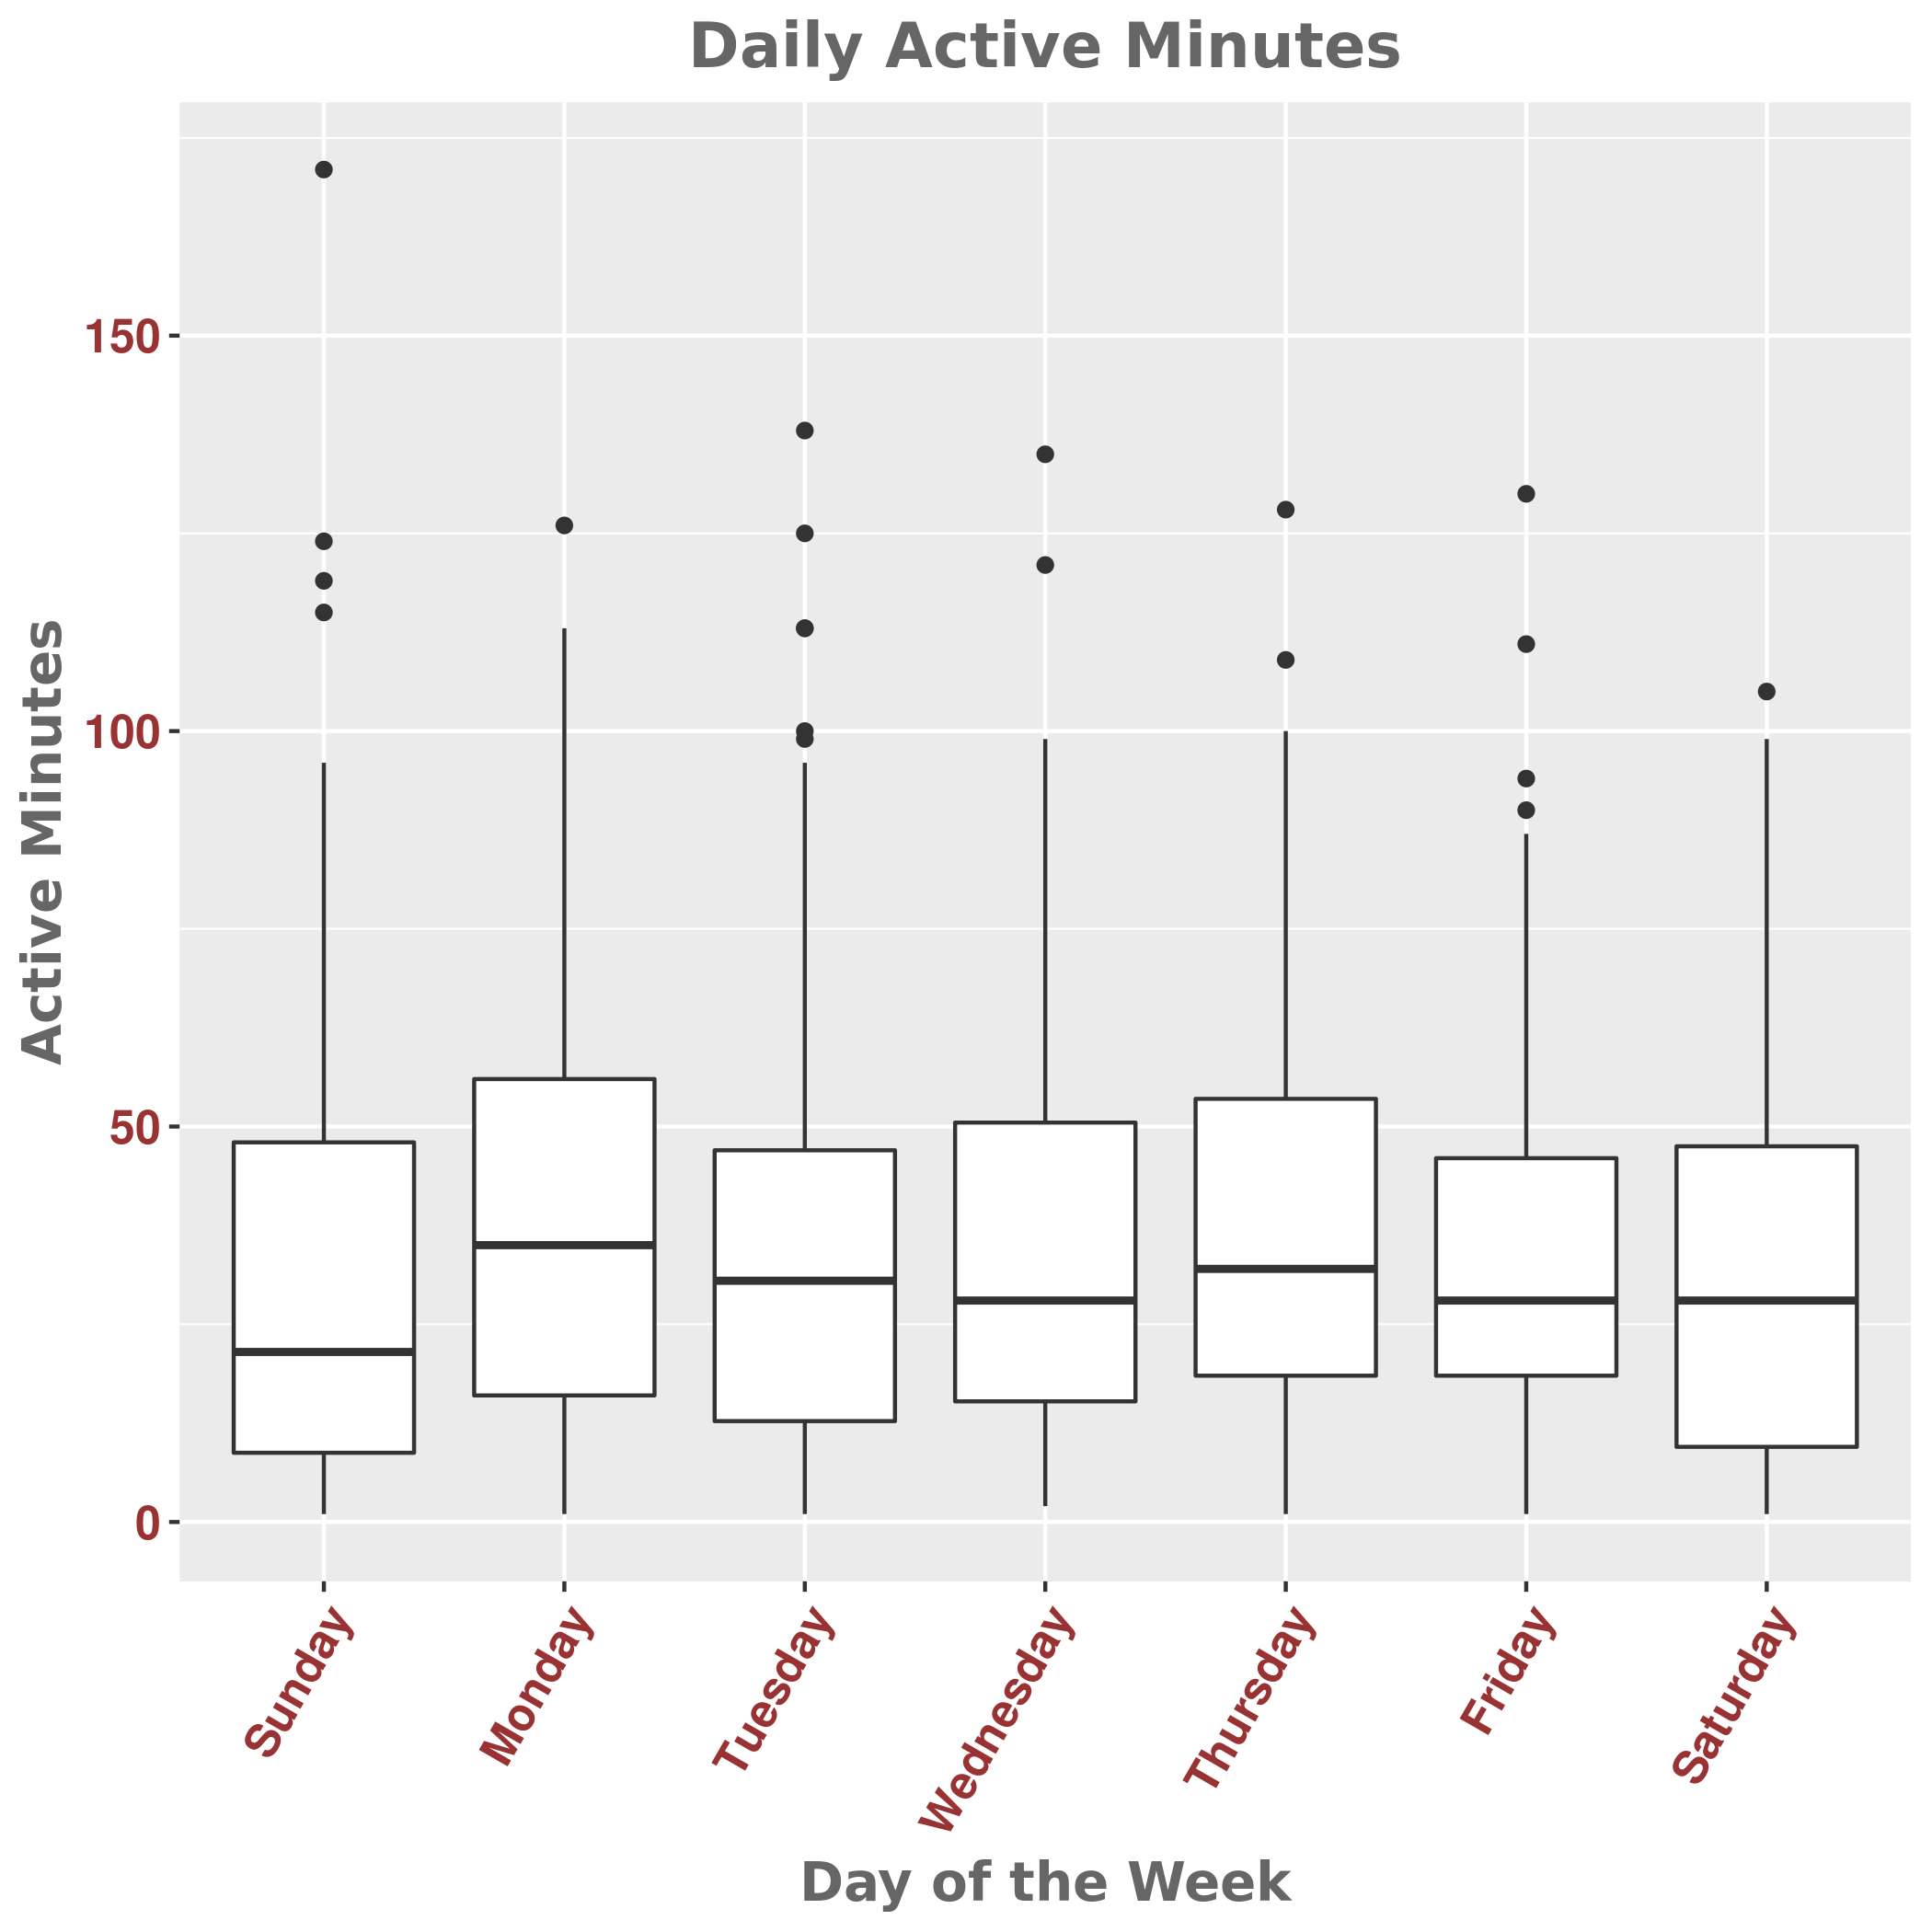 Daily Active Minutes
Active Minutes
150
100
50
0
Sunday
Monday
Tuesday
Wednesday
Thursday
Friday
Saturday
Day of the Week